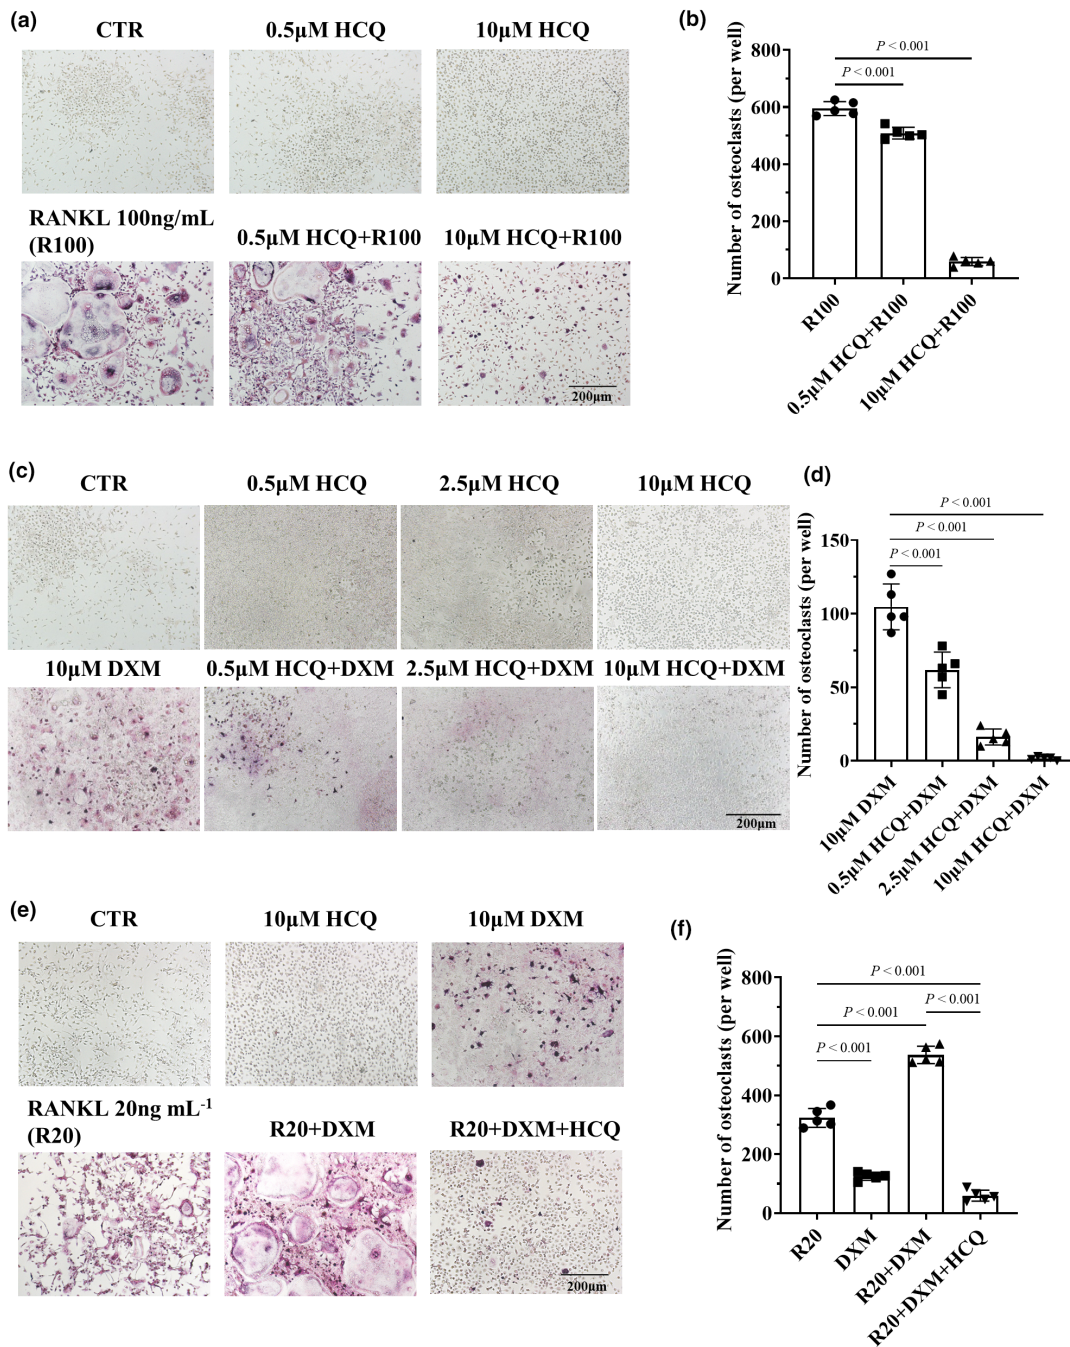 (a)
CTR
0.5μM HCQ
10μM HCQ
RANKL 100ng/mL
(R100)
0.5μM HCQ+R100
10μM HCQ+R100
200μm
(b)
Number of osteoclasts (per well)
800
600
400
200
0
P < 0.001
P < 0.001
R100
0.5μM HCQ+R100
10μM HCQ+R100
(c)
CTR
0.5μM HCQ
2.5μM HCQ
10μM HCQ
10μM DXM
0.5μM HCQ+DXM
2.5μM HCQ+DXM
10μM HCQ+DXM
200μm
(d)
Number of osteoclasts (per well)
150
100
50
0
P < 0.001
P < 0.001
P < 0.001
10μM DXM
0.5μM HCQ+DXM
2.5μM HCQ+DXM
10μM HCQ+DXM
(e)
CTR
10μM HCQ
10μM DXM
RANKL 20ng mL⁻¹
(R20)
R20+DXM
R20+DXM+HCQ
200μm
(f)
Number of osteoclasts (per well)
800
600
400
200
0
P < 0.001
P < 0.001
P < 0.001
P < 0.001
R20
DXM
R20+DXM
R20+DXM+HCQ